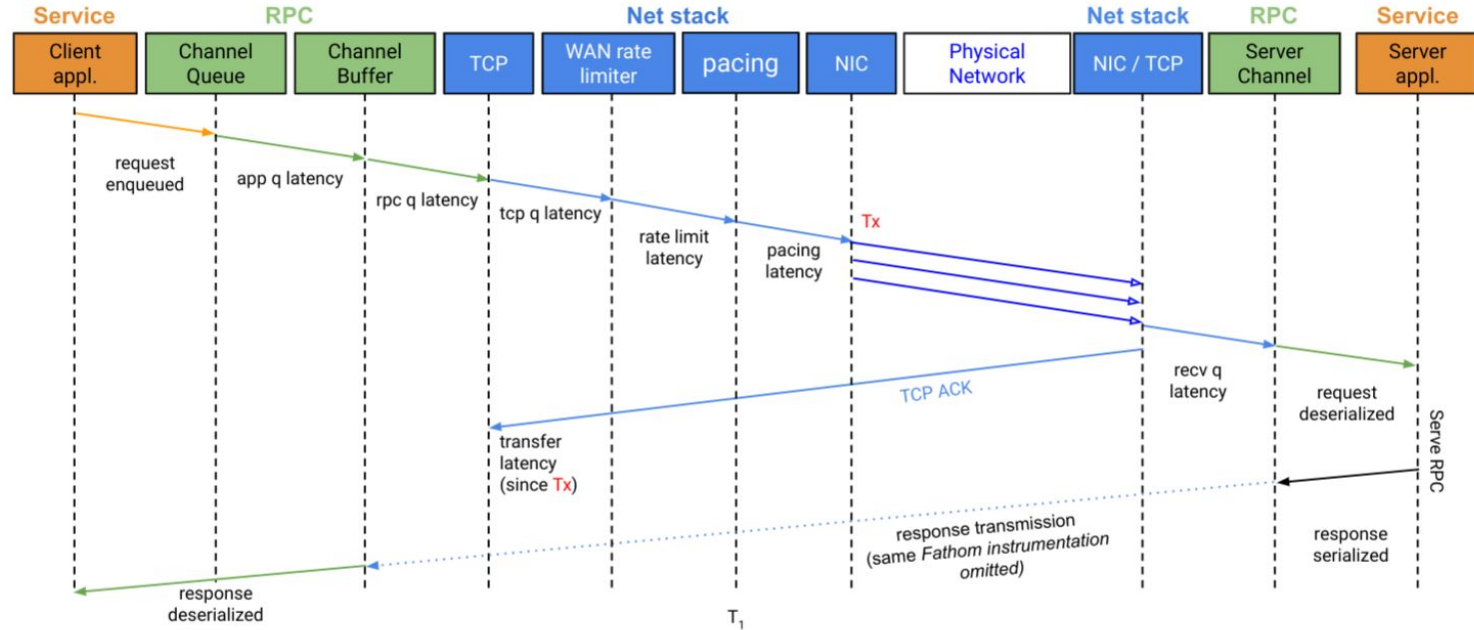 Service
RPC
Net stack
Net stack
RPC
Service
Client
appl.
Channel
Queue
Channel
Buffer
TCP
WAN rate
limiter
pacing
NIC
Physical
Network
NIC / TCP
Server
Channel
Server
appl.
request
enqueued
app q latency
rpc q latency
tcp q latency
rate limit
latency
pacing
latency
Tx
recv q
latency
request
deserialized
TCP ACK
transfer
latency
(since Tx)
Serve RPC
response transmission
(same Fathom instrumentation
omitted)
response
serialized
response
deserialized
T1